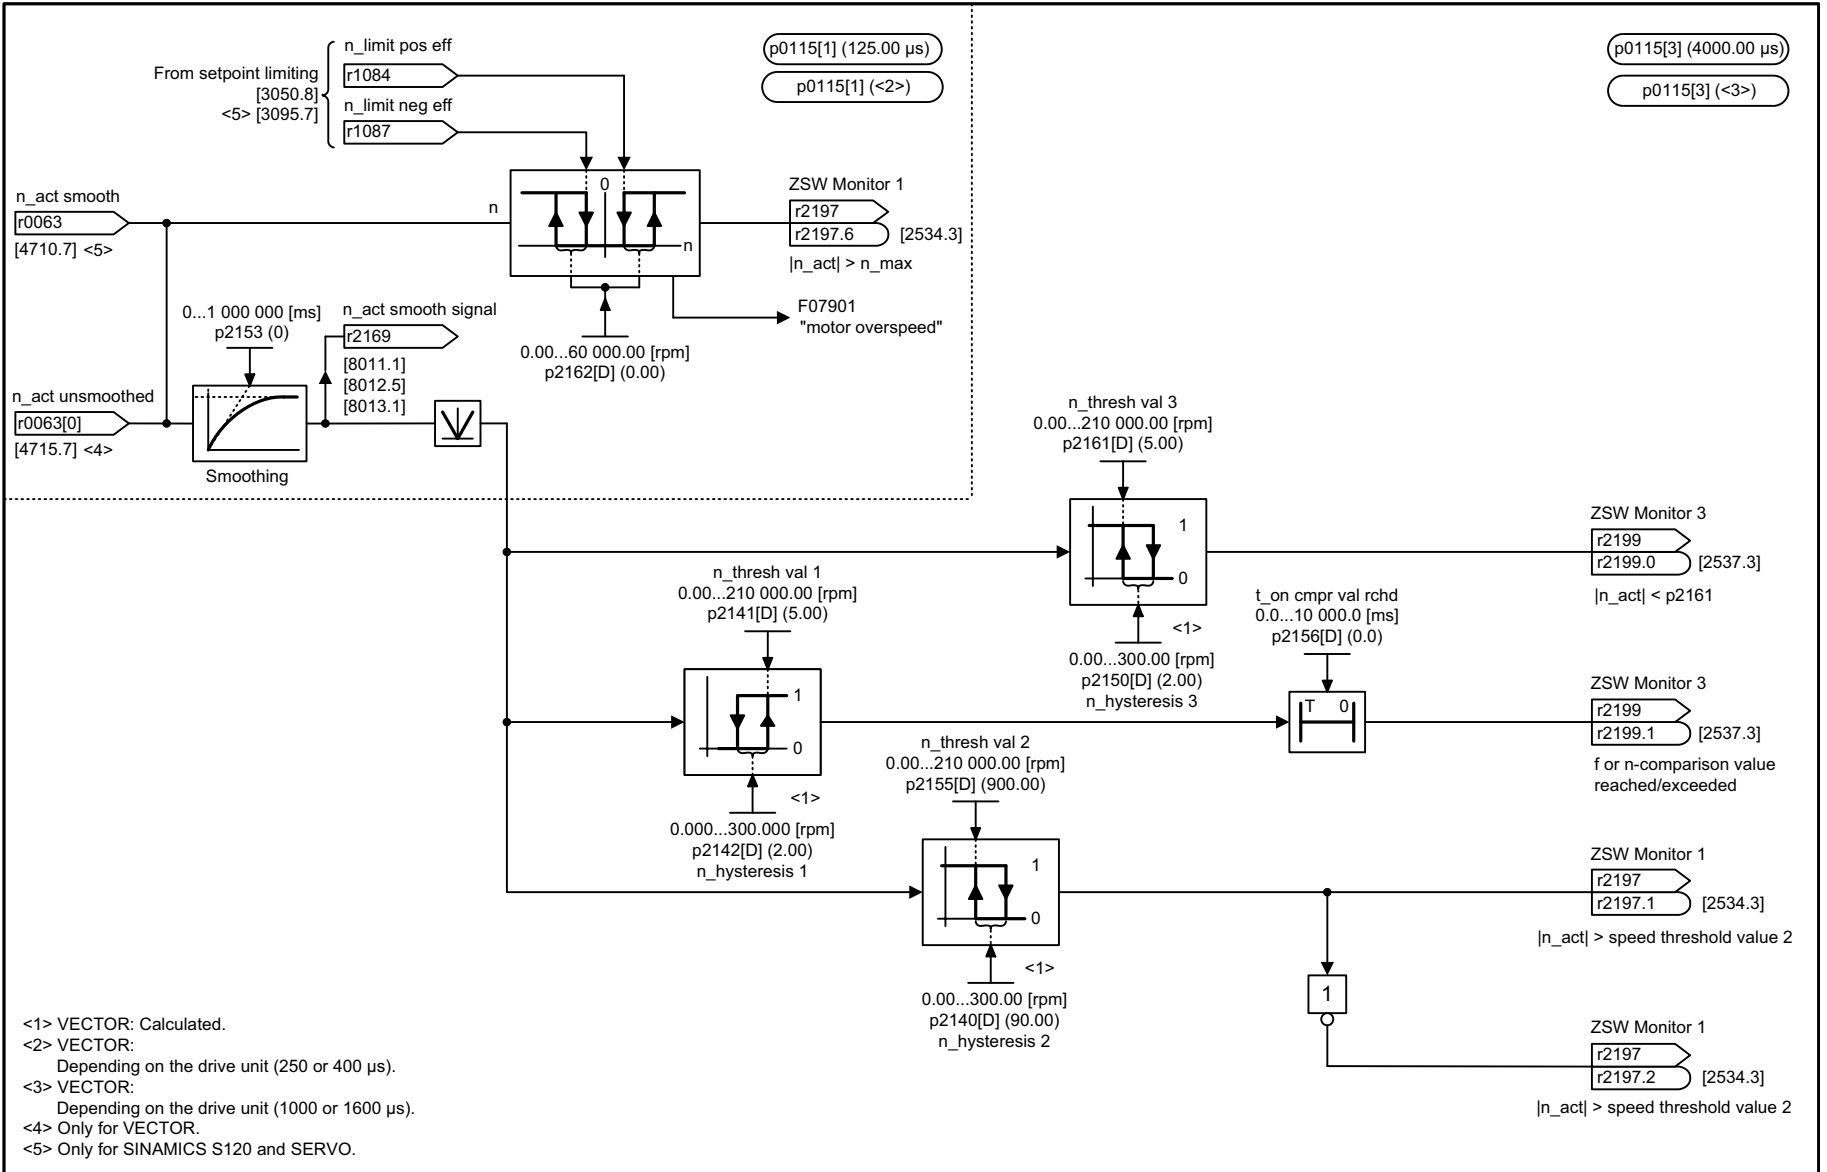 n_limit pos eff
From setpoint limiting
r1084
[3050.8]
n_limit neg eff
<5> [3095.7]
r1087
p0115[1] (125.00 µs)
p0115[1] (<2>)
p0115[3] (4000.00 µs)
p0115[3] (<3>)
n_act smooth
r0063
[4710.7] <5>
n
0
n
ZSW Monitor 1
r2197
r2197.6
[2534.3]
|n_act| > n_max
F07901
"motor overspeed"
0.00...60 000.00 [rpm]
p2162[D] (0.00)
0...1 000 000 [ms]
p2153 (0)
n_act smooth signal
r2169
[8011.1]
[8012.5]
[8013.1]
n_act unsmoothed
r0063[0]
[4715.7] <4>
Smoothing
n_thresh val 3
0.00...210 000.00 [rpm]
p2161[D] (5.00)
1
0
<1>
0.00...300.00 [rpm]
p2150[D] (2.00)
n_hysteresis 3
ZSW Monitor 3
r2199
r2199.0
[2537.3]
|n_act| < p2161
n_thresh val 1
0.00...210 000.00 [rpm]
p2141[D] (5.00)
1
0
<1>
0.000...300.000 [rpm]
p2142[D] (2.00)
n_hysteresis 1
t_on cmpr val rchd
0.0...10 000.0 [ms]
p2156[D] (0.0)
T 0
ZSW Monitor 3
r2199
r2199.1
[2537.3]
f or n-comparison value
reached/exceeded
n_thresh val 2
0.00...210 000.00 [rpm]
p2155[D] (900.00)
1
0
<1>
0.00...300.00 [rpm]
p2140[D] (90.00)
n_hysteresis 2
ZSW Monitor 1
r2197
r2197.1
[2534.3]
|n_act| > speed threshold value 2
1
ZSW Monitor 1
r2197
r2197.2
[2534.3]
|n_act| > speed threshold value 2
<1> VECTOR: Calculated.
<2> VECTOR:
Depending on the drive unit (250 or 400 µs).
<3> VECTOR:
Depending on the drive unit (1000 or 1600 µs).
<4> Only for VECTOR.
<5> Only for SINAMICS S120 and SERVO.